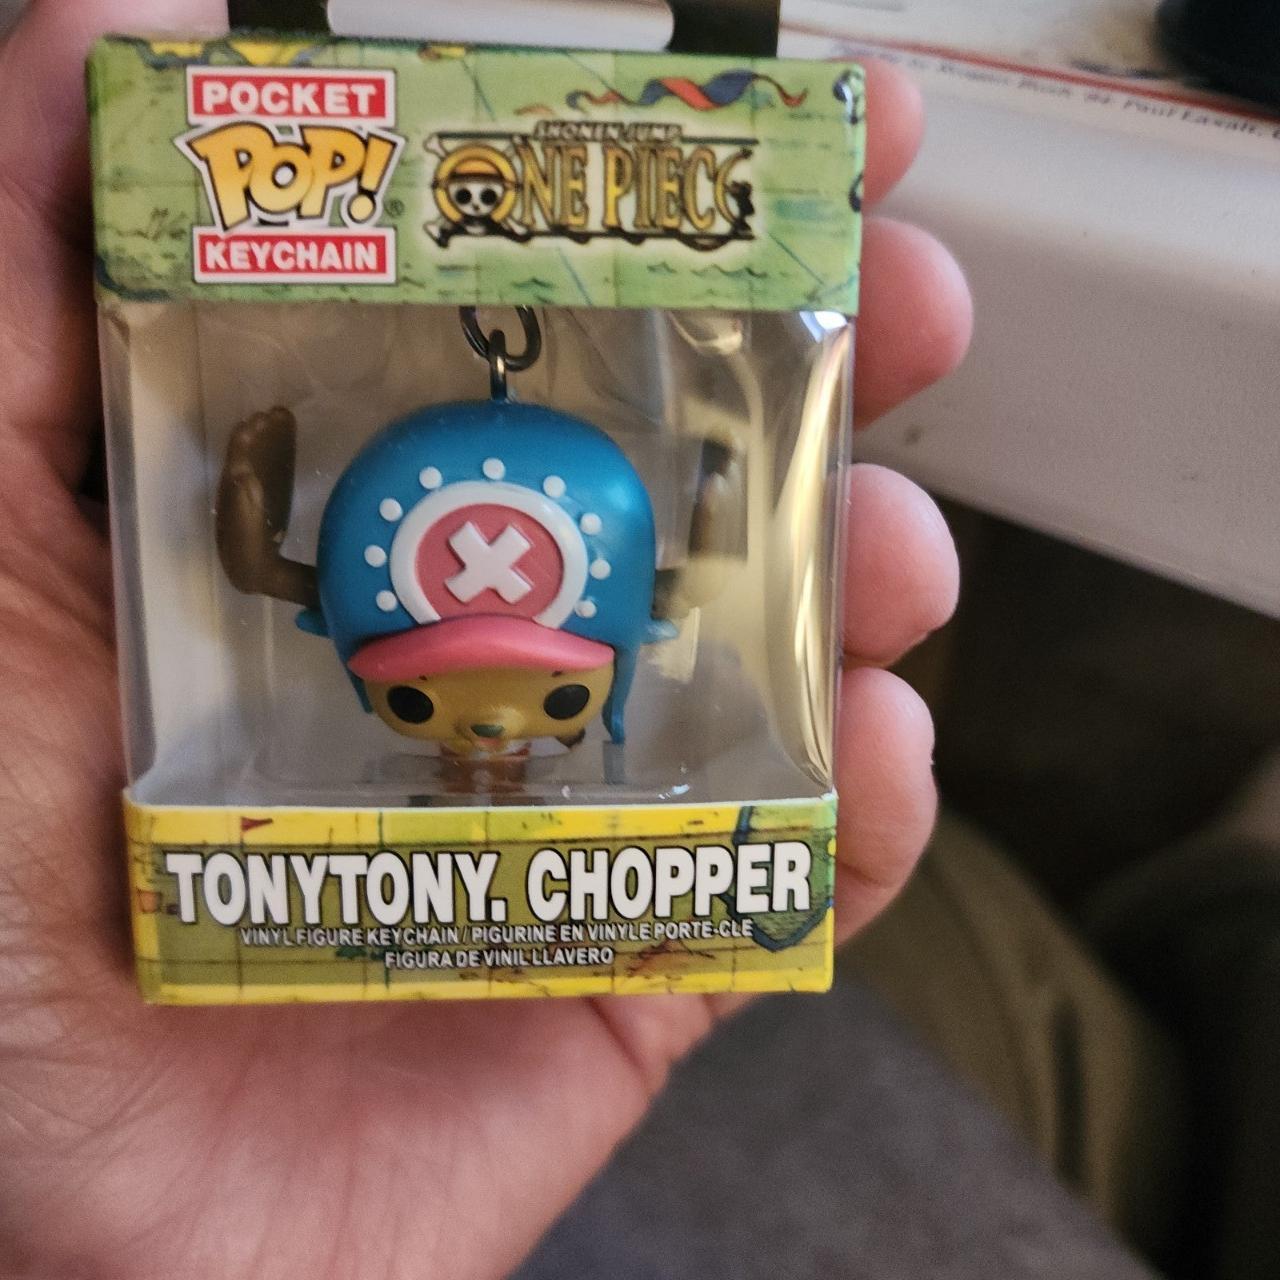 POCKET
POP!®
KEYCHAIN
SHONEN JUMP
ONE PIECE
TONYTONY. CHOPPER
VINYL FIGURE KEYCHAIN / PIGURINE EN VINYLE PORTE-CLE
FIGURA DE VINIL LLAVERO